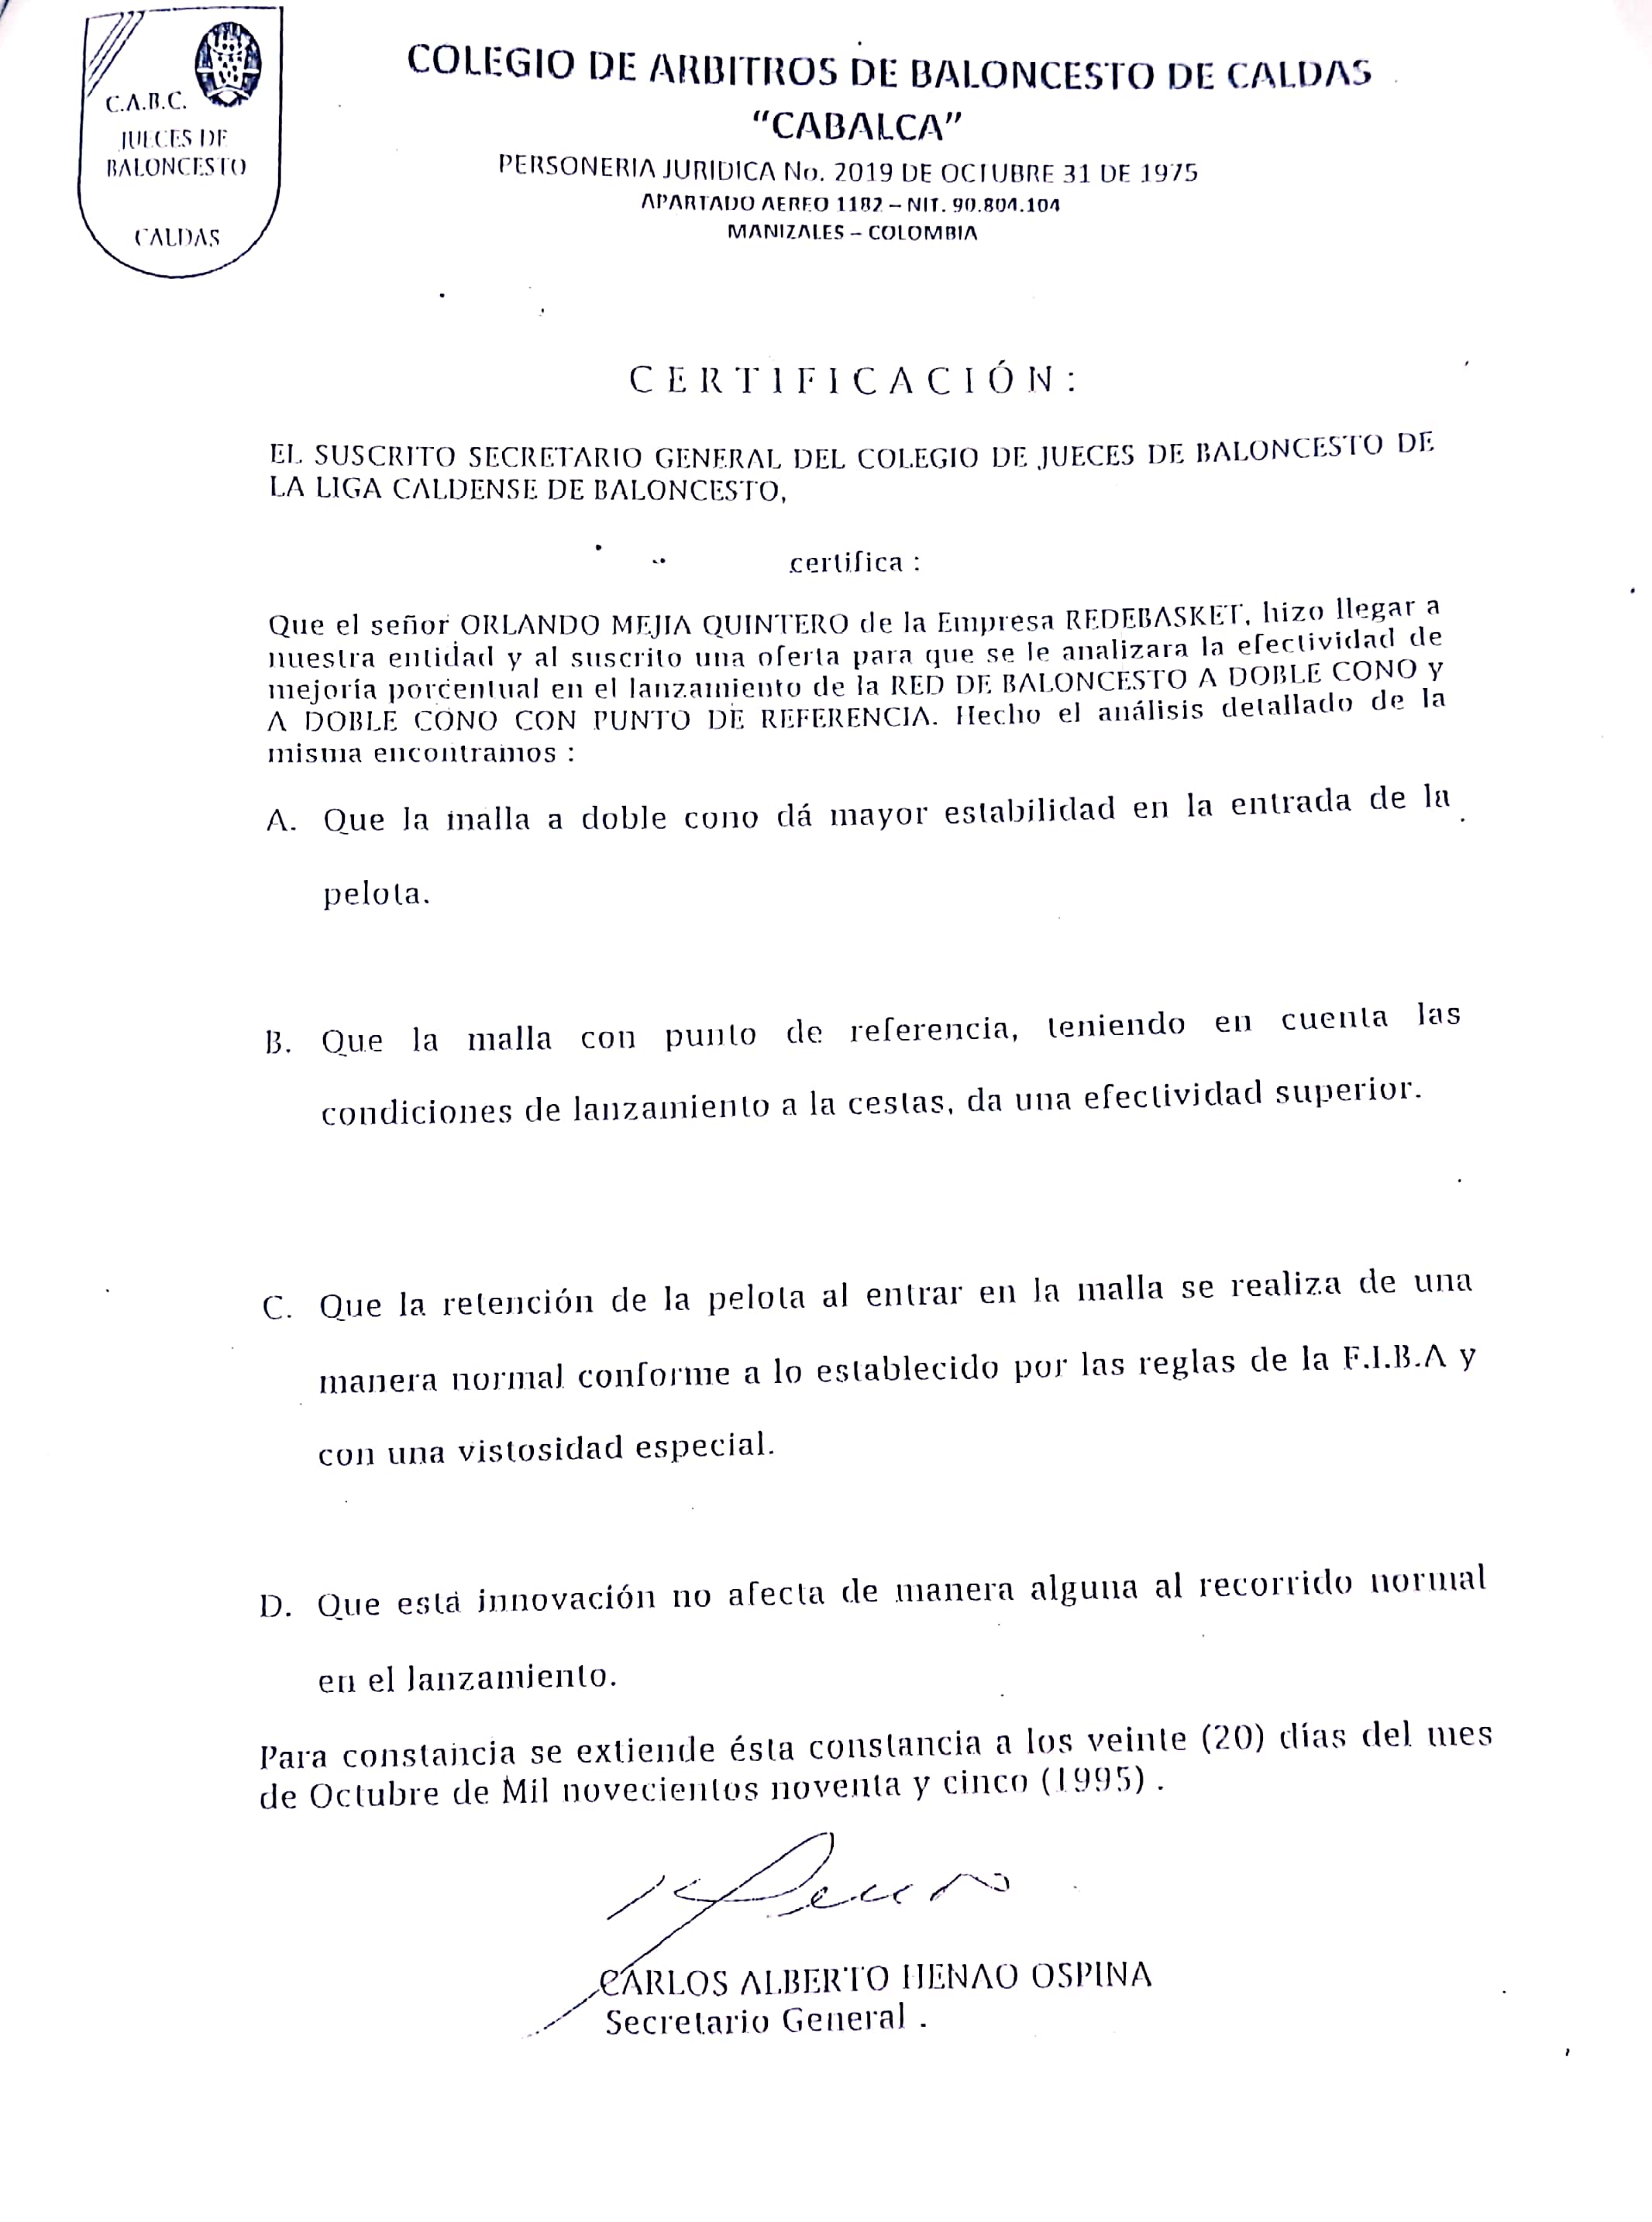 C.A.B.C.
JUECES DE
BALONCESTO
CALDAS
COLEGIO DE ARBITROS DE BALONCESTO DE CALDAS
“CABALCA”
PERSONERIA JURIDICA No. 2019 DE OCTUBRE 31 DE 1975
APARTADO AEREO 1182 – NIT. 90.804.104
MANIZALES – COLOMBIA
CERTIFICACIÓN:
EL SUSCRITO SECRETARIO GENERAL DEL COLEGIO DE JUECES DE BALONCESTO DE
LA LIGA CALDENSE DE BALONCESTO,
certifica :
Que el señor ORLANDO MEJIA QUINTERO de la Empresa REDEBASKET, hizo llegar a
nuestra entidad y al suscrito una oferta para que se le analizara la efectividad de
mejoría porcentual en el lanzamiento de la RED DE BALONCESTO A DOBLE CONO y
A DOBLE CONO CON PUNTO DE REFERENCIA. Hecho el análisis detallado de la
misma encontramos :
A. Que la malla a doble cono dá mayor estabilidad en la entrada de la
pelota.
B. Que la malla con punto de referencia, teniendo en cuenta las
condiciones de lanzamiento a la cestas, da una efectividad superior.
C. Que la retención de la pelota al entrar en la malla se realiza de una
manera normal conforme a lo establecido por las reglas de la F.I.B.A y
con una vistosidad especial.
D. Que está innovación no afecta de manera alguna al recorrido normal
en el lanzamiento.
Para constancia se extiende ésta constancia a los veinte (20) días del mes
de Octubre de Mil novecientos noventa y cinco (1995) .
CARLOS ALBERTO HENAO OSPINA
Secretario General .